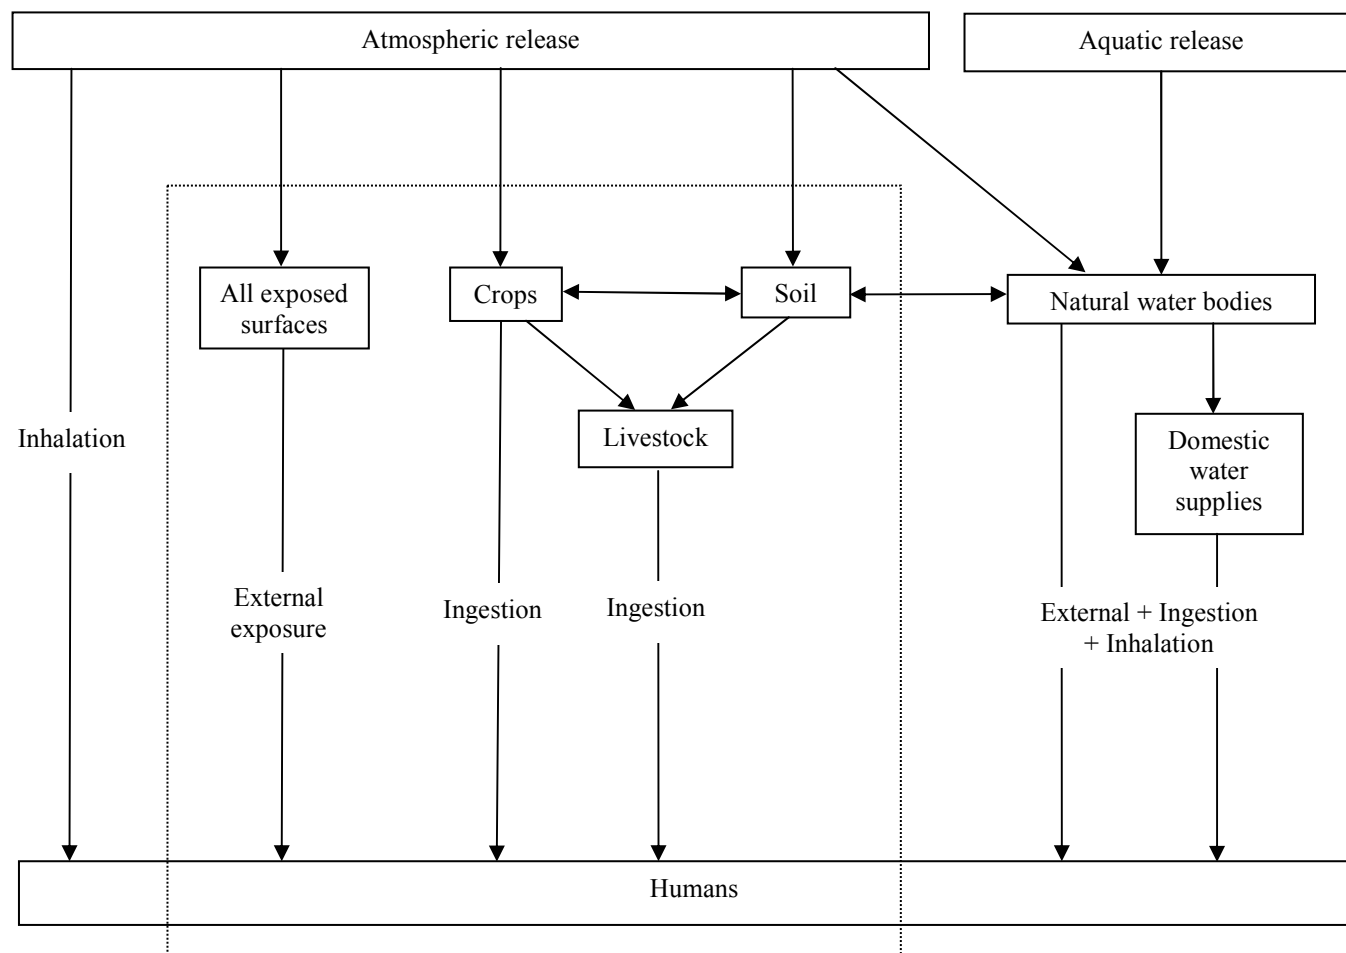 Atmospheric release
Aquatic release
All exposed
surfaces
Crops
Soil
Natural water bodies
Livestock
Domestic
water
supplies
Inhalation
External
exposure
Ingestion
Ingestion
External + Ingestion
+ Inhalation
Humans